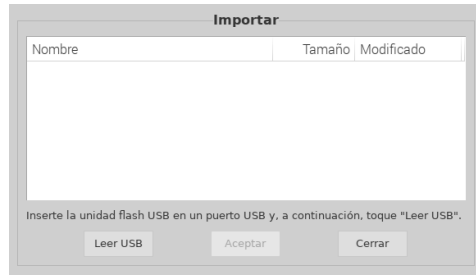 Importar
Nombre Tamaño Modificado
Inserte la unidad flash USB en un puerto USB y, a continuación, toque "Leer USB".
Leer USB Aceptar Cerrar